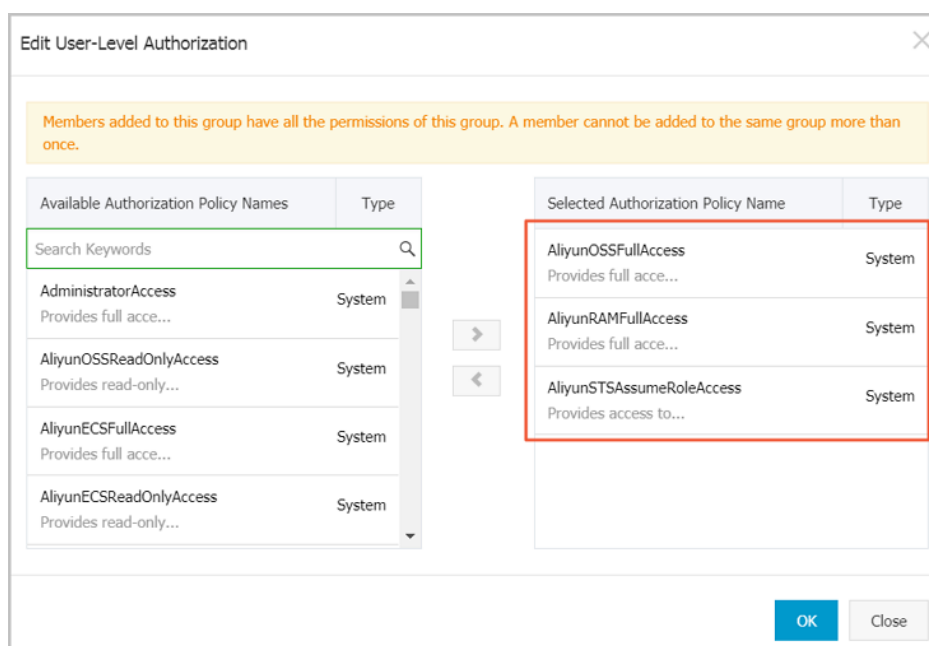 Edit User-Level Authorization
Members added to this group have all the permissions of this group. A member cannot be added to the same group more than
once.
Available Authorization Policy Names Type
Search Keywords
AdministratorAccess System
Provides full acce...
AliyunOSSReadOnlyAccess System
Provides read-only...
AliyunECSFullAccess System
Provides full acce...
AliyunECSReadOnlyAccess System
Provides read-only...
Selected Authorization Policy Name Type
AliyunOSSFullAccess System
Provides full acce...
AliyunRAMFullAccess System
Provides full acce...
AliyunSTSAssumeRoleAccess System
Provides access to...
OK Close